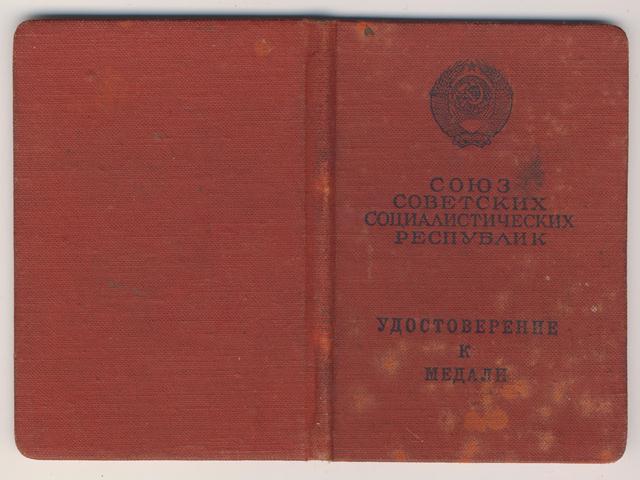 СОЮЗ
СОВЕТСКИХ
СОЦИАЛИСТИЧЕСКИХ
РЕСПУБЛИК
УДОСТОВЕРЕНИЕ
К
МЕДАЛИ